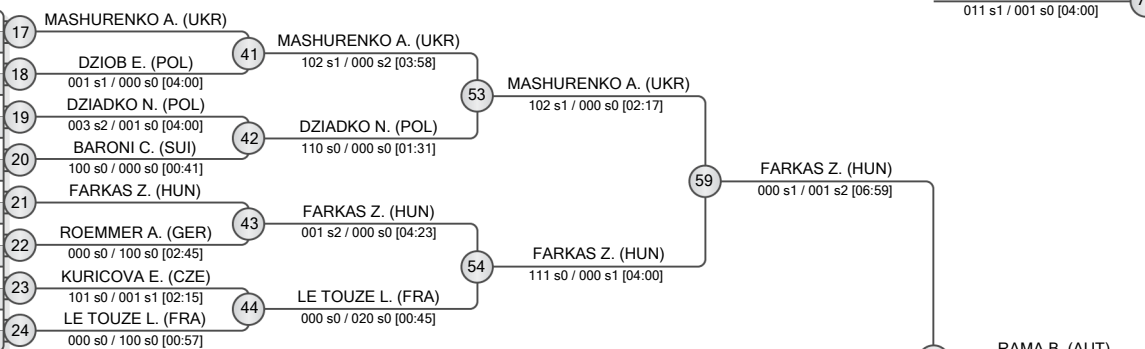 011 s1 / 001 s0 [04:00]
17
MASHURENKO A. (UKR)
18
DZIOB E. (POL)
001 s1 / 000 s0 [04:00]
19
DZIADKO N. (POL)
003 s2 / 001 s0 [04:00]
20
BARONI C. (SUI)
100 s0 / 000 s0 [00:41]
21
FARKAS Z. (HUN)
22
ROEMMER A. (GER)
000 s0 / 100 s0 [02:45]
23
KURICOVA E. (CZE)
101 s0 / 001 s1 [02:15]
24
LE TOUZE L. (FRA)
000 s0 / 100 s0 [00:57]
41
MASHURENKO A. (UKR)
102 s1 / 000 s2 [03:58]
42
DZIADKO N. (POL)
110 s0 / 000 s0 [01:31]
43
FARKAS Z. (HUN)
001 s2 / 000 s0 [04:23]
44
LE TOUZE L. (FRA)
000 s0 / 020 s0 [00:45]
53
MASHURENKO A. (UKR)
102 s1 / 000 s0 [02:17]
54
FARKAS Z. (HUN)
111 s0 / 000 s1 [04:00]
59
FARKAS Z. (HUN)
000 s1 / 001 s2 [06:59]
RAMA B. (AUT)